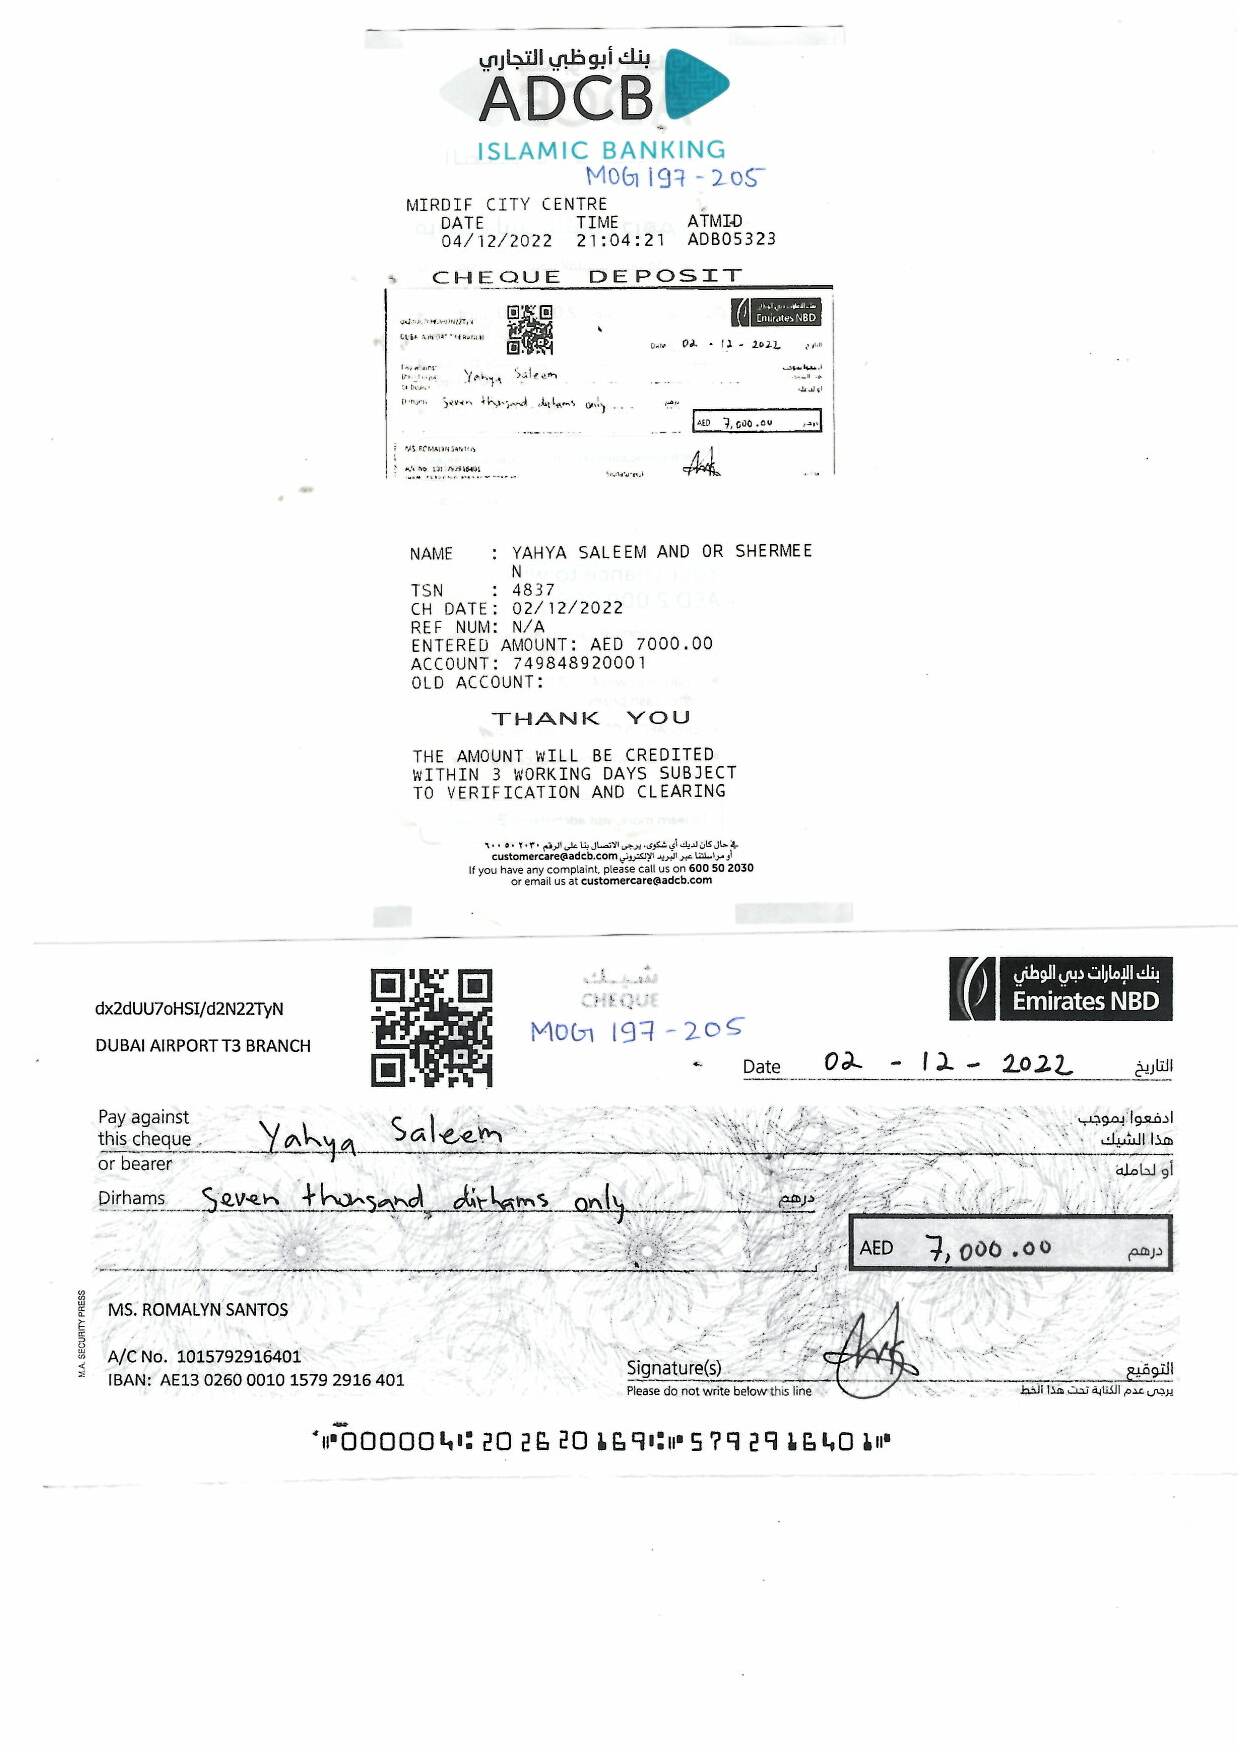 بنك أبوظبي التجاري
ADCB
ISLAMIC BANKING
MOG 197 - 205
MIRDIF CITY CENTRE
DATE TIME ATMID
04/12/2022 21:04:21 ADB05323
CHEQUE DEPOSIT
Emirates NBD
Date 02 - 12 - 2022
Yahya Saleem
Seven thousand dirhams only
AED 7,000.00
MS. ROMALYN SANTOS
NAME : YAHYA SALEEM AND OR SHERMEE
N
TSN : 4837
CH DATE: 02/12/2022
REF NUM: N/A
ENTERED AMOUNT: AED 7000.00
ACCOUNT: 749848920001
OLD ACCOUNT:
THANK YOU
THE AMOUNT WILL BE CREDITED
WITHIN 3 WORKING DAYS SUBJECT
TO VERIFICATION AND CLEARING
في حال كان لديك أي شكوى، يرجى الاتصال بنا على الرقم ٦٠٠ ٥٠ ٢٠٣٠
أو مراسلتنا عبر البريد الإلكتروني customercare@adcb.com
If you have any complaint, please call us on 600 50 2030
or email us at customercare@adcb.com
شيك
CHEQUE
بنك الإمارات دبي الوطني
Emirates NBD
dx2dUU7oHSI/d2N22TyN
MOG 197 - 205
DUBAI AIRPORT T3 BRANCH
Date 02 - 12 - 2022 التاريخ
Pay against ادفعوا بموجب
this cheque Yahya Saleem هذا الشيك
or bearer أو لحامله
Dirhams Seven thousand dirhams only درهم
AED 7,000.00 درهم
M.A. SECURITY PRESS
MS. ROMALYN SANTOS
A/C No. 1015792916401
IBAN: AE13 0260 0010 1579 2916 401
Signature(s) التوقيع
Please do not write below this line يرجى عدم الكتابة تحت هذا الخط
⑈000004⑆202620169⑆⑈5792916401⑈